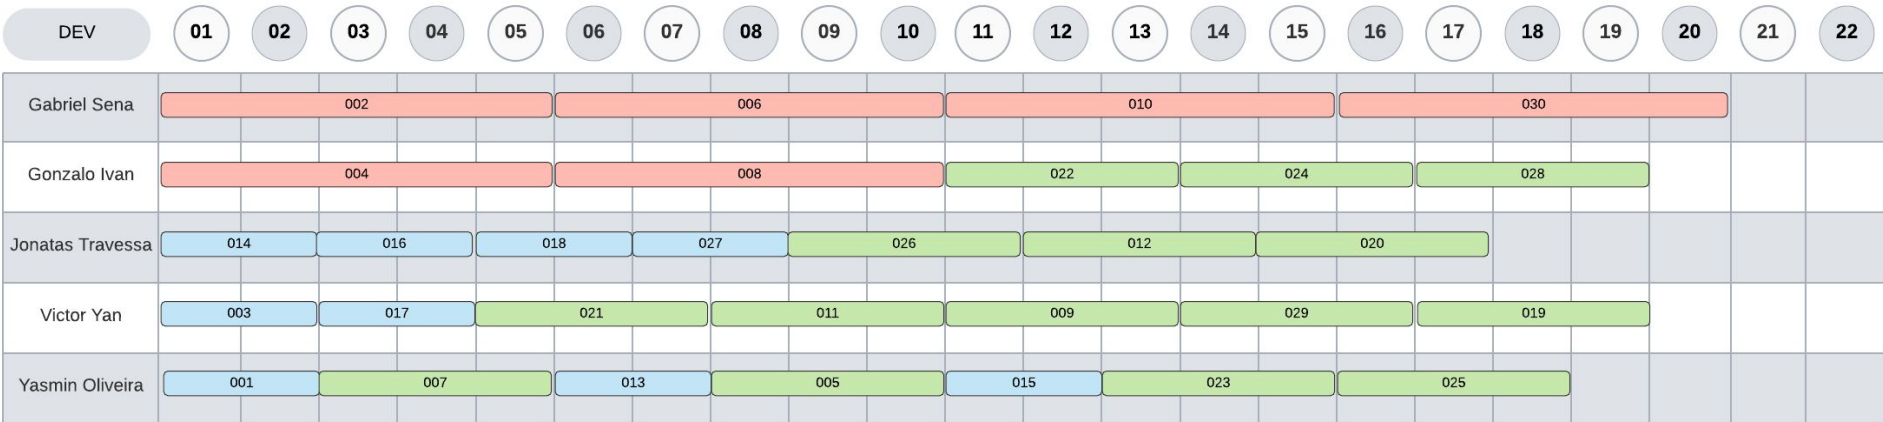 DEV 01 02 03 04 05 06 07 08 09 10 11 12 13 14 15 16 17 18 19 20 21 22
Gabriel Sena 002 006 010 030
Gonzalo Ivan 004 008 022 024 028
Jonatas Travessa 014 016 018 027 026 012 020
Victor Yan 003 017 021 011 009 029 019
Yasmin Oliveira 001 007 013 005 015 023 025